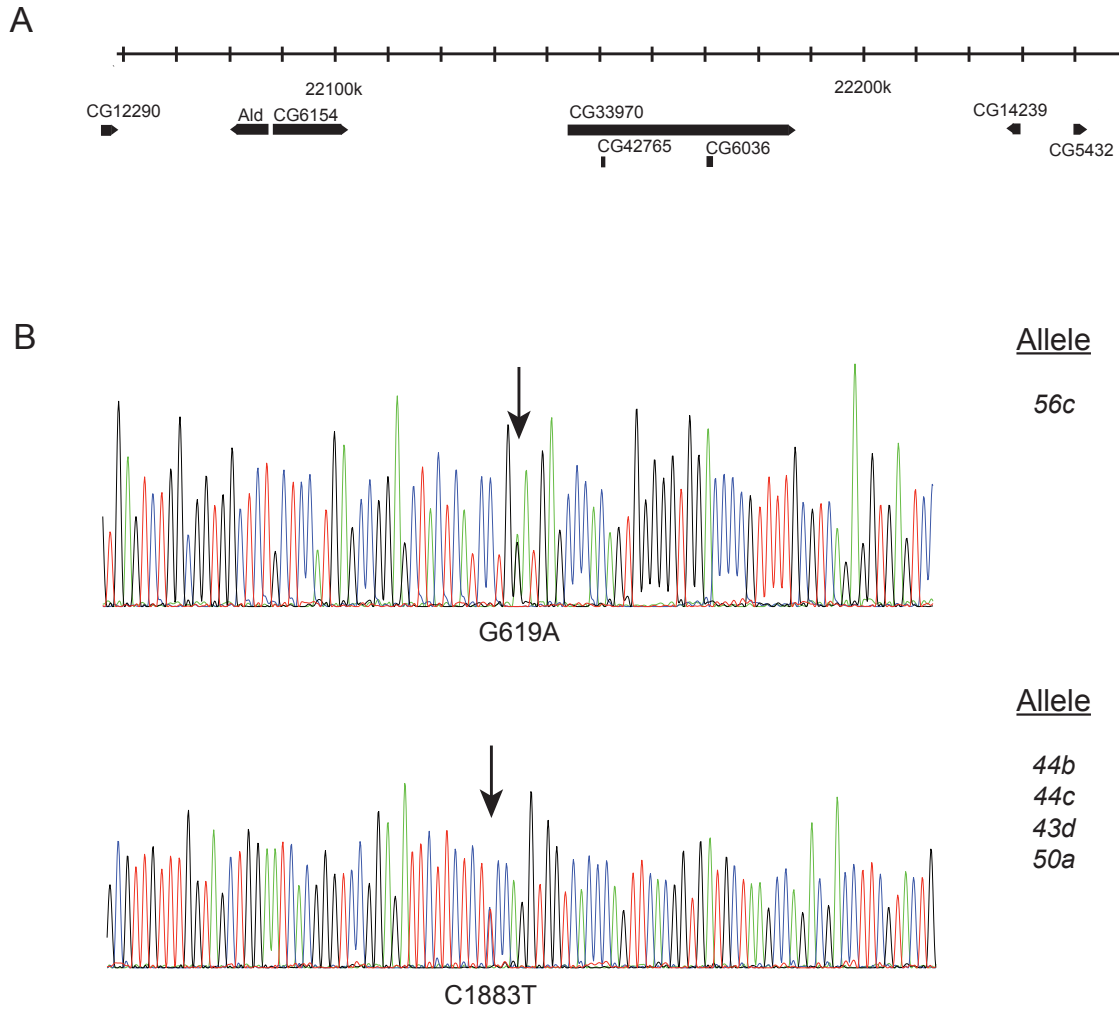 A
22100k
22200k
CG12290
Ald
CG6154
CG33970
CG14239
CG42765
CG6036
CG5432
B
Allele
56c
G619A
Allele
44b
44c
43d
50a
C1883T